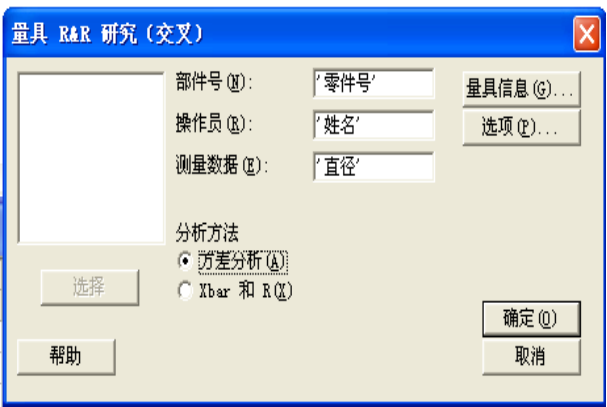 量具 R&R 研究（交叉）
部件号(N): '零件号' 量具信息(G)...
操作员(R): '姓名' 选项(P)...
测量数据(E): '直径'
分析方法
方差分析(A)
选择 Xbar 和 R(X)
确定(O)
帮助 取消